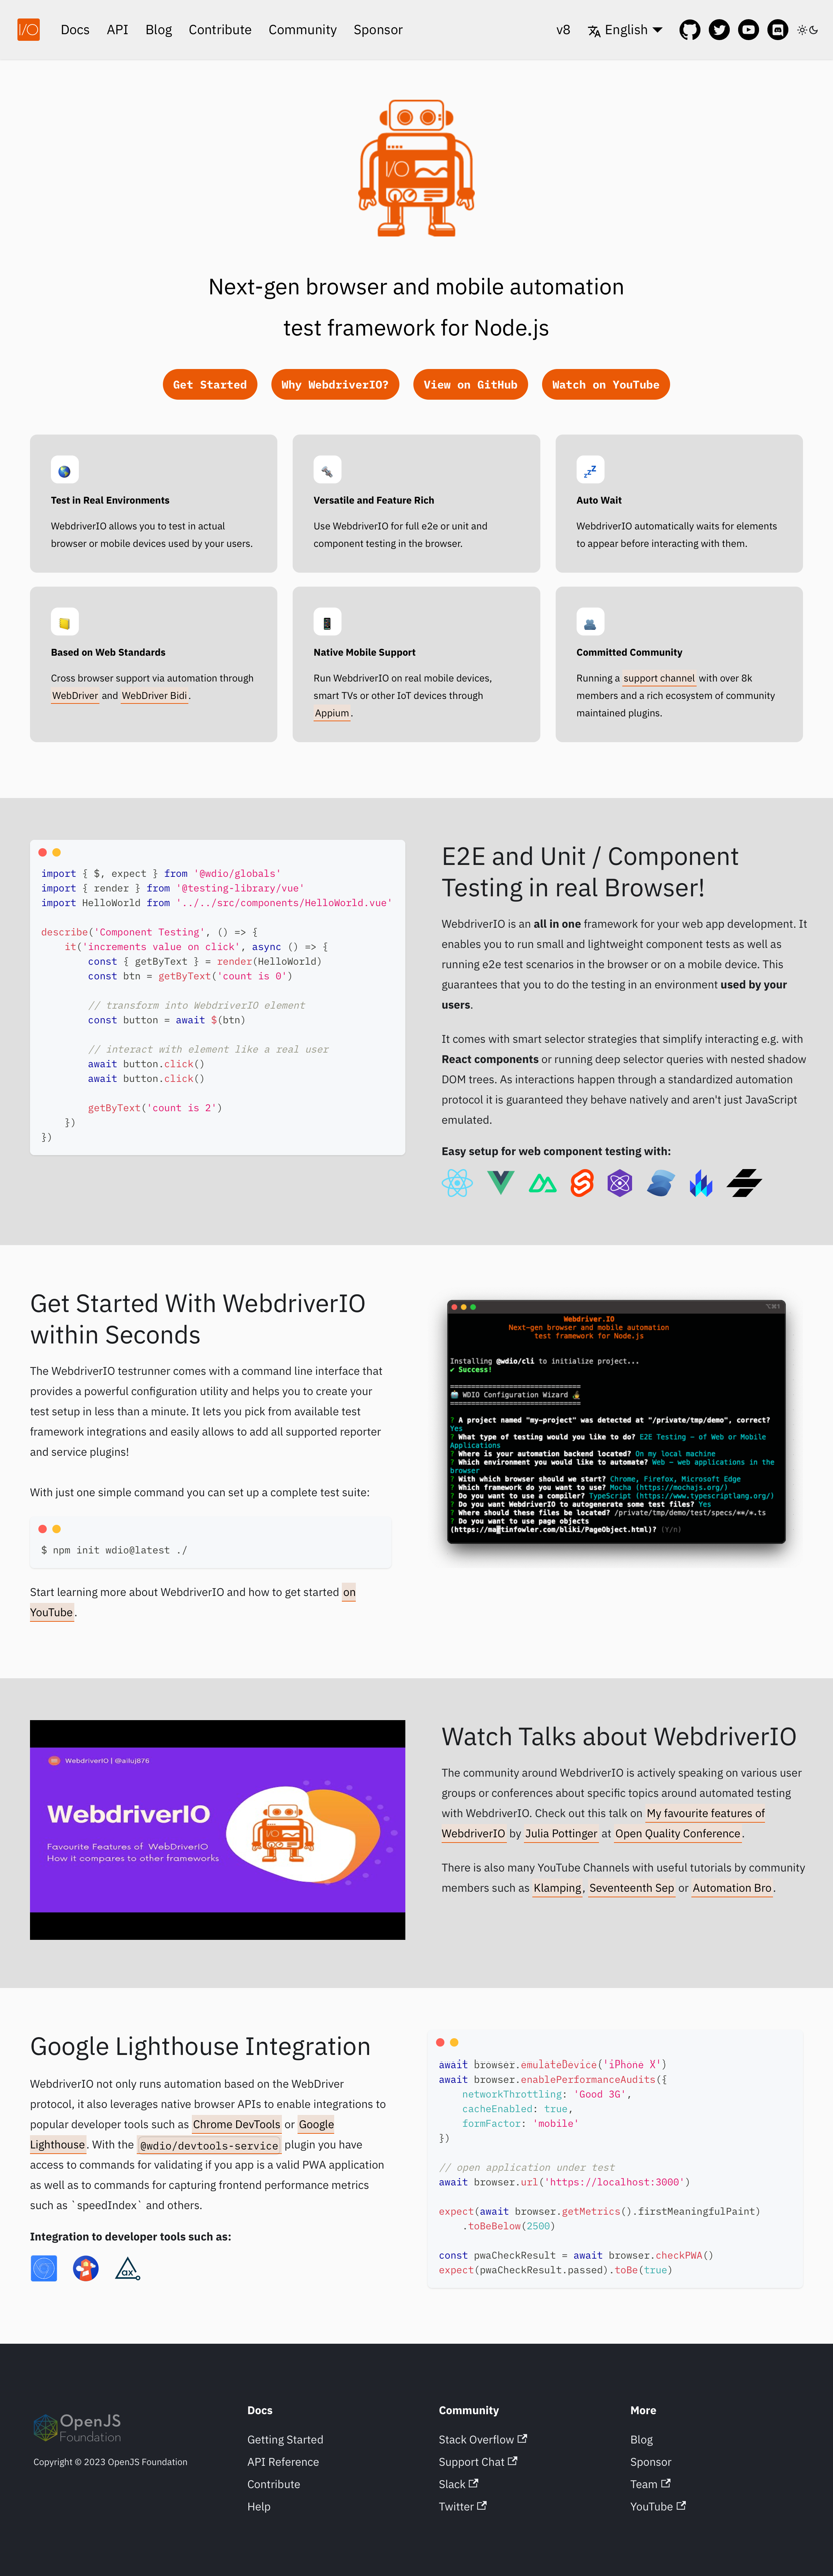 I/O
Docs
API
Blog
Contribute
Community
Sponsor
v8
English
I/O
Next-gen browser and mobile automation
test framework for Node.js
Get Started
Why WebdriverIO?
View on GitHub
Watch on YouTube
Test in Real Environments
WebdriverIO allows you to test in actual
browser or mobile devices used by your users.
Versatile and Feature Rich
Use WebdriverIO for full e2e or unit and
component testing in the browser.
Auto Wait
WebdriverIO automatically waits for elements
to appear before interacting with them.
Based on Web Standards
Cross browser support via automation through
WebDriver and WebDriver Bidi.
Native Mobile Support
Run WebdriverIO on real mobile devices,
smart TVs or other IoT devices through
Appium.
Committed Community
Running a support channel with over 8k
members and a rich ecosystem of community
maintained plugins.
import { $, expect } from '@wdio/globals'
import { render } from '@testing-library/vue'
import HelloWorld from '../../src/components/HelloWorld.vue'
describe('Component Testing', () => {
it('increments value on click', async () => {
const { getByText } = render(HelloWorld)
const btn = getByText('count is 0')
// transform into WebdriverIO element
const button = await $(btn)
// interact with element like a real user
await button.click()
await button.click()
getByText('count is 2')
})
})
E2E and Unit / Component
Testing in real Browser!
WebdriverIO is an all in one framework for your web app development. It
enables you to run small and lightweight component tests as well as
running e2e test scenarios in the browser or on a mobile device. This
guarantees that you to do the testing in an environment used by your
users.
It comes with smart selector strategies that simplify interacting e.g. with
React components or running deep selector queries with nested shadow
DOM trees. As interactions happen through a standardized automation
protocol it is guaranteed they behave natively and aren't just JavaScript
emulated.
Easy setup for web component testing with:
Get Started With WebdriverIO
within Seconds
The WebdriverIO testrunner comes with a command line interface that
provides a powerful configuration utility and helps you to create your
test setup in less than a minute. It lets you pick from available test
framework integrations and easily allows to add all supported reporter
and service plugins!
With just one simple command you can set up a complete test suite:
$ npm init wdio@latest ./
Start learning more about WebdriverIO and how to get started on
YouTube.
⌥⌘1
Webdriver.IO
Next-gen browser and mobile automation
test framework for Node.js
Installing @wdio/cli to initialize project...
✔ Success!
===============================
🤖 WDIO Configuration Wizard 🧙
===============================
? A project named "my-project" was detected at "/private/tmp/demo", correct?
Yes
? What type of testing would you like to do? E2E Testing - of Web or Mobile
Applications
? Where is your automation backend located? On my local machine
? Which environment you would like to automate? Web - web applications in the
browser
? With which browser should we start? Chrome, Firefox, Microsoft Edge
? Which framework do you want to use? Mocha (https://mochajs.org/)
? Do you want to use a compiler? TypeScript (https://www.typescriptlang.org/)
? Do you want WebdriverIO to autogenerate some test files? Yes
? Where should these files be located? /private/tmp/demo/test/specs/**/*.ts
? Do you want to use page objects
(https://martinfowler.com/bliki/PageObject.html)? (Y/n)
WebdriverIO | @ailuj876
WebdriverIO
Favourite Features of WebDriverIO
How it compares to other frameworks
Watch Talks about WebdriverIO
The community around WebdriverIO is actively speaking on various user
groups or conferences about specific topics around automated testing
with WebdriverIO. Check out this talk on My favourite features of
WebdriverIO by Julia Pottinger at Open Quality Conference.
There is also many YouTube Channels with useful tutorials by community
members such as Klamping, Seventeenth Sep or Automation Bro.
Google Lighthouse Integration
WebdriverIO not only runs automation based on the WebDriver
protocol, it also leverages native browser APIs to enable integrations to
popular developer tools such as Chrome DevTools or Google
Lighthouse. With the @wdio/devtools-service plugin you have
access to commands for validating if you app is a valid PWA application
as well as to commands for capturing frontend performance metrics
such as `speedIndex` and others.
Integration to developer tools such as:
ax
await browser.emulateDevice('iPhone X')
await browser.enablePerformanceAudits({
networkThrottling: 'Good 3G',
cacheEnabled: true,
formFactor: 'mobile'
})
// open application under test
await browser.url('https://localhost:3000')
expect(await browser.getMetrics().firstMeaningfulPaint)
.toBeBelow(2500)
const pwaCheckResult = await browser.checkPWA()
expect(pwaCheckResult.passed).toBe(true)
OpenJS
Foundation
Copyright © 2023 OpenJS Foundation
Docs
Getting Started
API Reference
Contribute
Help
Community
Stack Overflow
Support Chat
Slack
Twitter
More
Blog
Sponsor
Team
YouTube